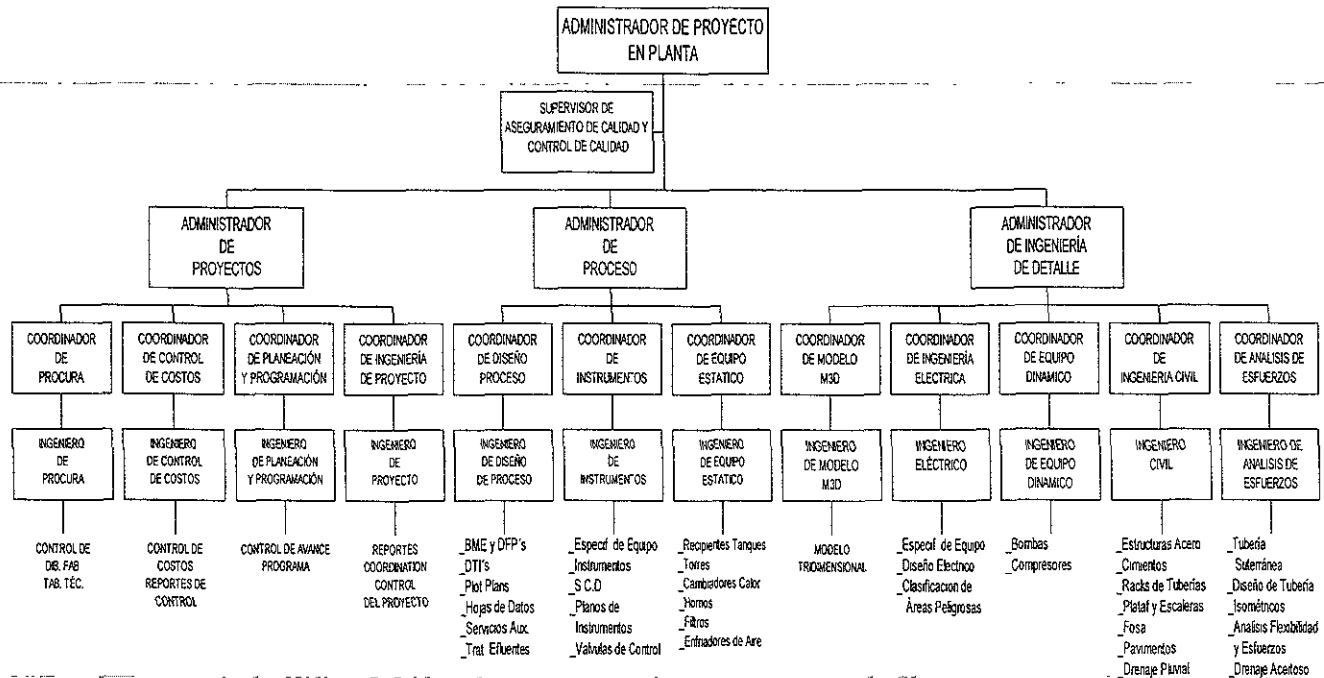 ADMINISTRADOR DE PROYECTO
EN PLANTA
SUPERVISOR DE
ASEGURAMIENTO DE CALIDAD Y
CONTROL DE CALIDAD
ADMINISTRADOR
DE
PROYECTOS
ADMINISTRADOR
DE
PROCESO
ADMINISTRADOR
DE INGENIERÍA
DE DETALLE
COORDINADOR
DE
PROCURA
COORDINADOR
DE CONTROL
DE COSTOS
COORDINADOR
DE PLANEACIÓN
Y PROGRAMACIÓN
COORDINADOR
DE INGENIERIA
DE PROYECTO
COORDINADOR
DE DISEÑO
PROCESO
COORDINADOR
DE
INSTRUMENTOS
COORDINADOR
DE EQUIPO
ESTATICO
COORDINADOR
DE MODELO
M3D
COORDINADOR
DE INGENIERÍA
ELECTRICA
COORDINADOR
DE EQUIPO
DINAMICO
COORDINADOR
DE
INGENIERIA CIVIL
COORDINADOR
DE ANALISIS DE
ESFUERZOS
INGENIERO
DE
PROCURA
INGENIERO
DE CONTROL
DE COSTOS
INGENIERO
DE PLANEACIÓN
Y PROGRAMACIÓN
INGENIERO
DE
PROYECTO
INGENIERO
DE DISEÑO
DE PROCESO
INGENIERO
DE
INSTRUMENTOS
INGENIERO
DE EQUIPO
ESTATICO
INGENIERO
DE MODELO
M3D
INGENIERO
ELÉCTRICO
INGENIERO
DE EQUIPO
DINAMICO
INGENIERO
CIVIL
INGENIERO DE
ANALISIS DE
ESFUERZOS
CONTROL DE
DIB. FAB
TAB. TÉC.
CONTROL DE
COSTOS
REPORTES DE
CONTROL
CONTROL DE AVANCE
PROGRAMA
REPORTES
COORDINATION
CONTROL
DEL PROYECTO
_BME y DFP's
_DTI's
_Plot Plans
_Hojas de Datos
_Servicios Aux.
_Trat Efluentes
_Especif de Equipo
_Instrumentos
_S.C.D
_Planos de
Instrumentos
_Valvulas de Control
_Recipientes Tanques
_Torres
_Cambiadores Calor
_Hornos
_Filtros
_Enfriadores de Aire
MODELO
TRIDIMENSIONAL
_Especif de Equipo
_Diseño Electrico
_Clasificacion de
Áreas Peligrosas
_Bombas
_Compresores
_Estructuras Acero
_Cimientos
_Racks de Tuberías
_Plataf y Escaleras
_Fosa
_Pavimentos
_Drenaje Pluvial
_Tubería
Suterránea
_Diseño de Tubería
_Isométricos
_Analisis Flexibilidad
y Esfuerzos
_Drenaje Aceitoso